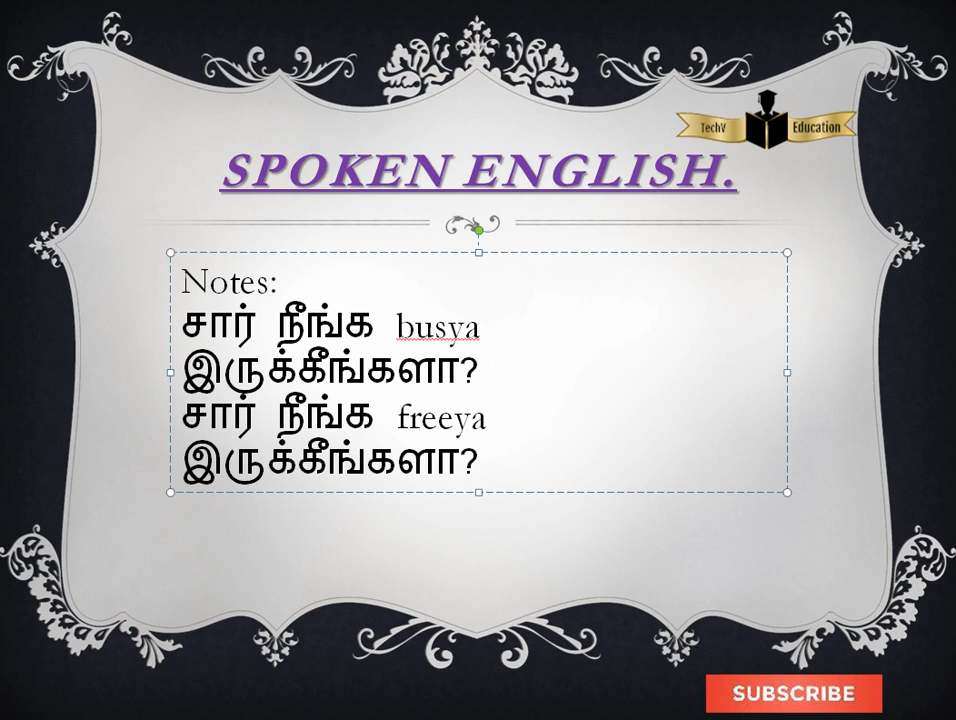 TechV Education
SPOKEN ENGLISH.
Notes:
சார் நீங்க busya
இருக்கீங்களா?
சார் நீங்க freeya
இருக்கீங்களா?
SUBSCRIBE